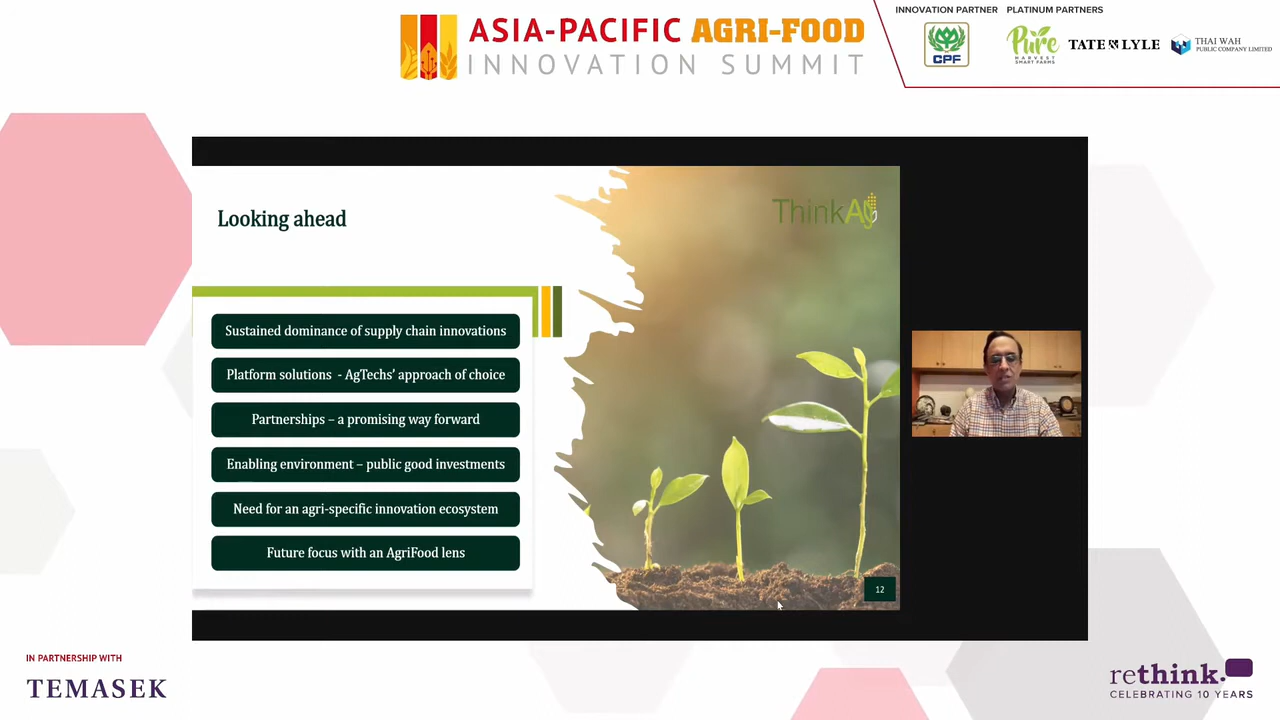 ASIA-PACIFIC AGRI-FOOD
INNOVATION SUMMIT
INNOVATION PARTNER
PLATINUM PARTNERS
CPF
Pure
HARVEST
SMART FARMS
TATE & LYLE
THAI WAH
PUBLIC COMPANY LIMITED
Looking ahead
ThinkAg
Sustained dominance of supply chain innovations
Platform solutions - AgTechs' approach of choice
Partnerships – a promising way forward
Enabling environment – public good investments
Need for an agri-specific innovation ecosystem
Future focus with an AgriFood lens
12
IN PARTNERSHIP WITH
TEMASEK
rethink.
CELEBRATING 10 YEARS